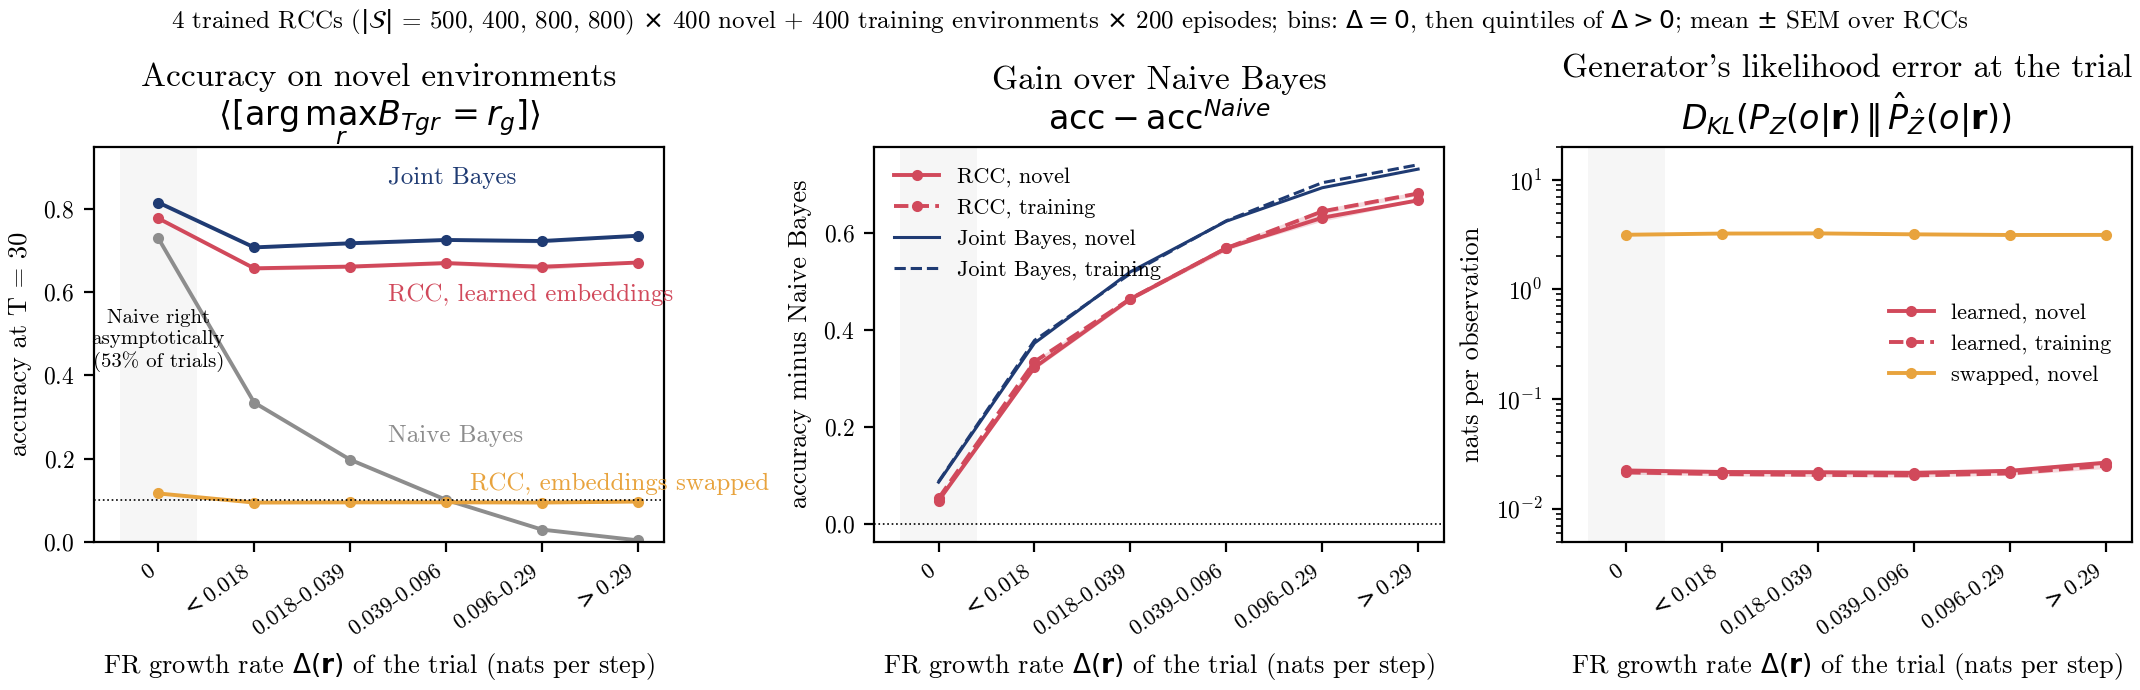 4 trained RCCs (|𝒮| = 500, 400, 800, 800) × 400 novel + 400 training environments × 200 episodes; bins: Δ = 0, then quintiles of Δ > 0; mean ± SEM over RCCs
Accuracy on novel environments
⟨[arg max_r B_{Tgr} = r_g]⟩
accuracy at T = 30
0.8
0.6
0.4
0.2
0.0
Joint Bayes
RCC, learned embeddings
Naive right
asymptotically
(53% of trials)
Naive Bayes
RCC, embeddings swapped
0
< 0.018
0.018-0.039
0.039-0.096
0.096-0.29
> 0.29
FR growth rate Δ(r) of the trial (nats per step)
Gain over Naive Bayes
acc − acc^{Naive}
accuracy minus Naive Bayes
0.6
0.4
0.2
0.0
RCC, novel
RCC, training
Joint Bayes, novel
Joint Bayes, training
0
< 0.018
0.018-0.039
0.039-0.096
0.096-0.29
> 0.29
FR growth rate Δ(r) of the trial (nats per step)
Generator's likelihood error at the trial
D_{KL}(P_Z(o|r) ∥ P̂_{Ẑ}(o|r))
nats per observation
10¹
10⁰
10⁻¹
10⁻²
learned, novel
learned, training
swapped, novel
0
< 0.018
0.018-0.039
0.039-0.096
0.096-0.29
> 0.29
FR growth rate Δ(r) of the trial (nats per step)